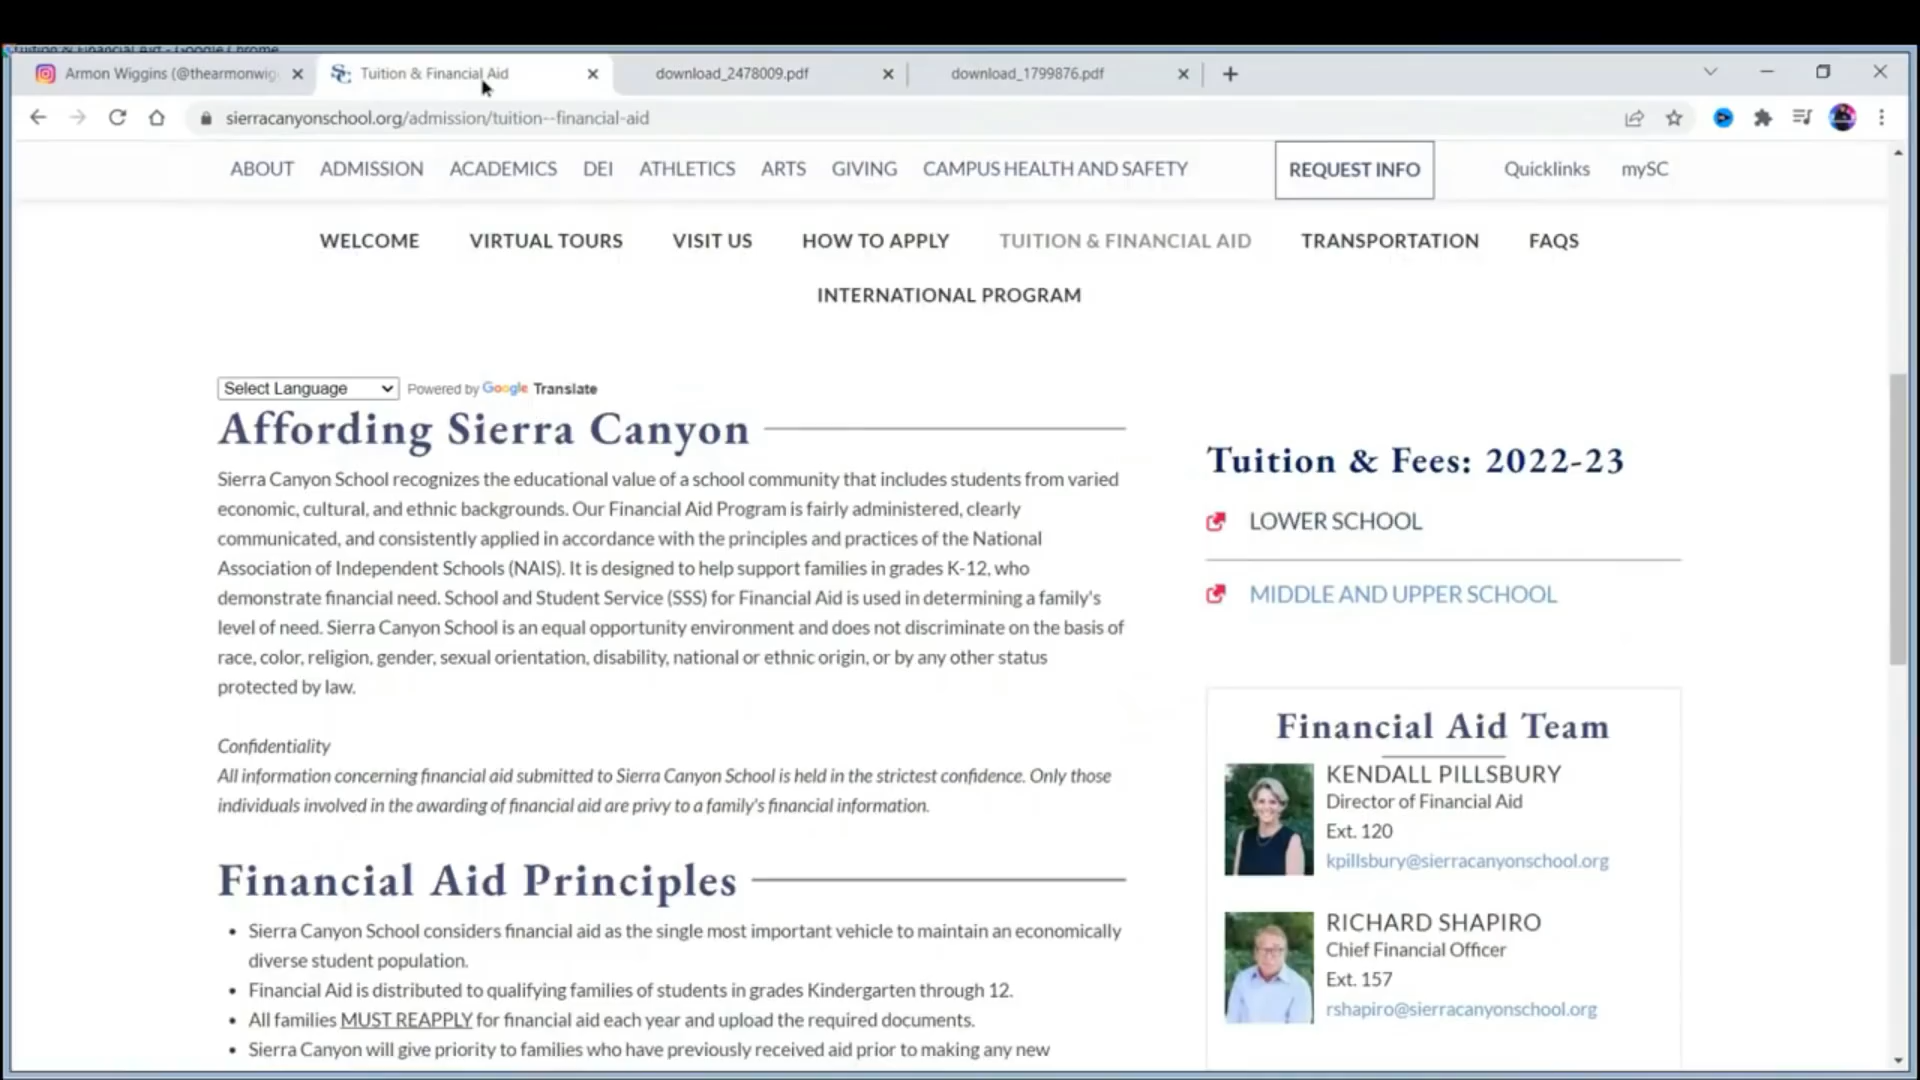 Tuition & Financial Aid - Google Chrome
Armon Wiggins (@thearmonwig
Tuition & Financial Aid
download_2478009.pdf
download_1799876.pdf
sierracanyonschool.org/admission/tuition--financial-aid
ABOUT ADMISSION ACADEMICS DEI ATHLETICS ARTS GIVING CAMPUS HEALTH AND SAFETY REQUEST INFO Quicklinks mySC
WELCOME VIRTUAL TOURS VISIT US HOW TO APPLY TUITION & FINANCIAL AID TRANSPORTATION FAQS
INTERNATIONAL PROGRAM
Select Language Powered by Google Translate
Affording Sierra Canyon
Sierra Canyon School recognizes the educational value of a school community that includes students from varied
economic, cultural, and ethnic backgrounds. Our Financial Aid Program is fairly administered, clearly
communicated, and consistently applied in accordance with the principles and practices of the National
Association of Independent Schools (NAIS). It is designed to help support families in grades K-12, who
demonstrate financial need. School and Student Service (SSS) for Financial Aid is used in determining a family's
level of need. Sierra Canyon School is an equal opportunity environment and does not discriminate on the basis of
race, color, religion, gender, sexual orientation, disability, national or ethnic origin, or by any other status
protected by law.
Confidentiality
All information concerning financial aid submitted to Sierra Canyon School is held in the strictest confidence. Only those
individuals involved in the awarding of financial aid are privy to a family's financial information.
Financial Aid Principles
• Sierra Canyon School considers financial aid as the single most important vehicle to maintain an economically
diverse student population.
• Financial Aid is distributed to qualifying families of students in grades Kindergarten through 12.
• All families MUST REAPPLY for financial aid each year and upload the required documents.
• Sierra Canyon will give priority to families who have previously received aid prior to making any new
Tuition & Fees: 2022-23
LOWER SCHOOL
MIDDLE AND UPPER SCHOOL
Financial Aid Team
KENDALL PILLSBURY
Director of Financial Aid
Ext. 120
kpillsbury@sierracanyonschool.org
RICHARD SHAPIRO
Chief Financial Officer
Ext. 157
rshapiro@sierracanyonschool.org